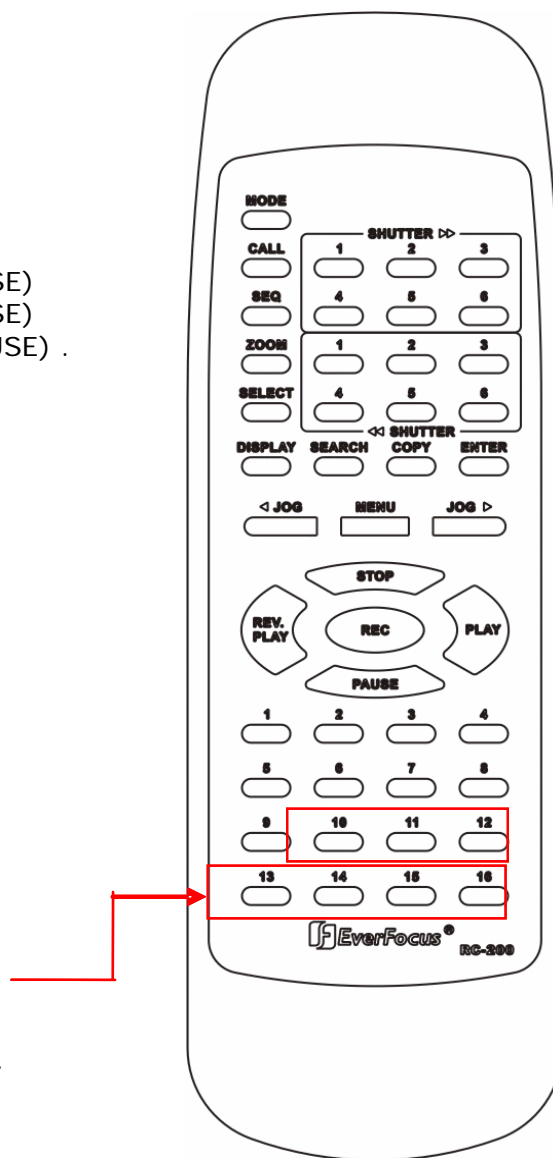 MODE
SHUTTER
CALL 1 2 3
SE)
SEQ 4 5 6
SE)
ZOOM 1 2 3
USE) .
SELECT 4 5 6
SHUTTER
DISPLAY SEARCH COPY ENTER
JOG MENU JOG
STOP
REV. PLAY REC PLAY
PAUSE
1 2 3 4
5 6 7 8
9 10 11 12
13 14 15 16
EverFocus®
RC-200